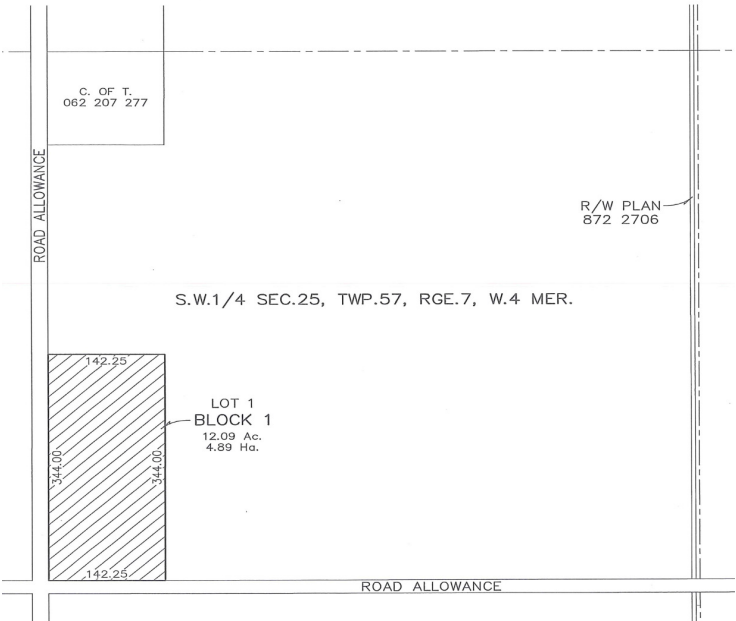 C. OF T.
062 207 277
ROAD ALLOWANCE
R/W PLAN
872 2706
S.W.1/4 SEC.25, TWP.57, RGE.7, W.4 MER.
142.25
LOT 1
BLOCK 1
12.09 Ac.
4.89 Ha.
344.00
344.00
142.25
ROAD ALLOWANCE